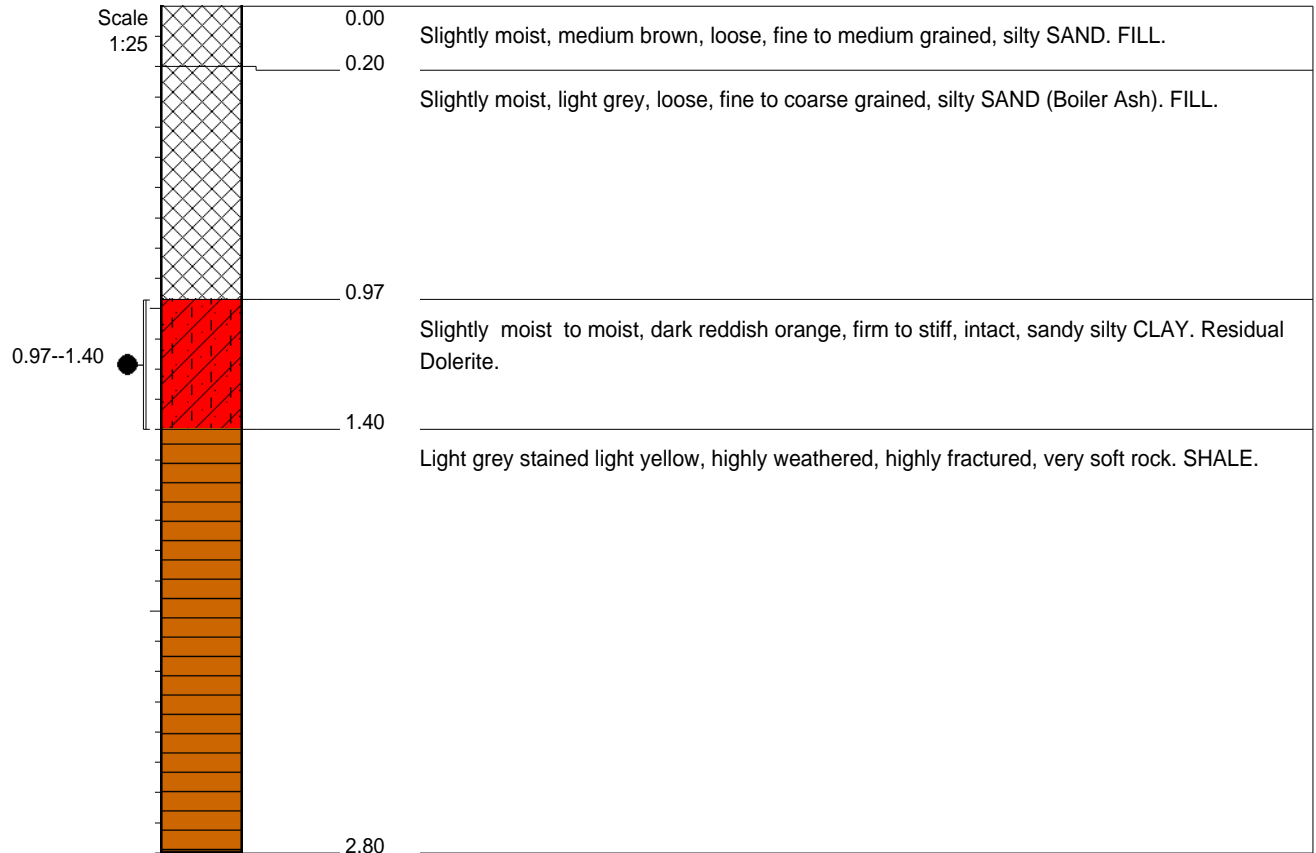 Scale
1:25
0.00
Slightly moist, medium brown, loose, fine to medium grained, silty SAND. FILL.
0.20
Slightly moist, light grey, loose, fine to coarse grained, silty SAND (Boiler Ash). FILL.
0.97
Slightly  moist  to moist, dark reddish orange, firm to stiff, intact, sandy silty CLAY. Residual
Dolerite.
0.97--1.40
1.40
Light grey stained light yellow, highly weathered, highly fractured, very soft rock. SHALE.
2.80